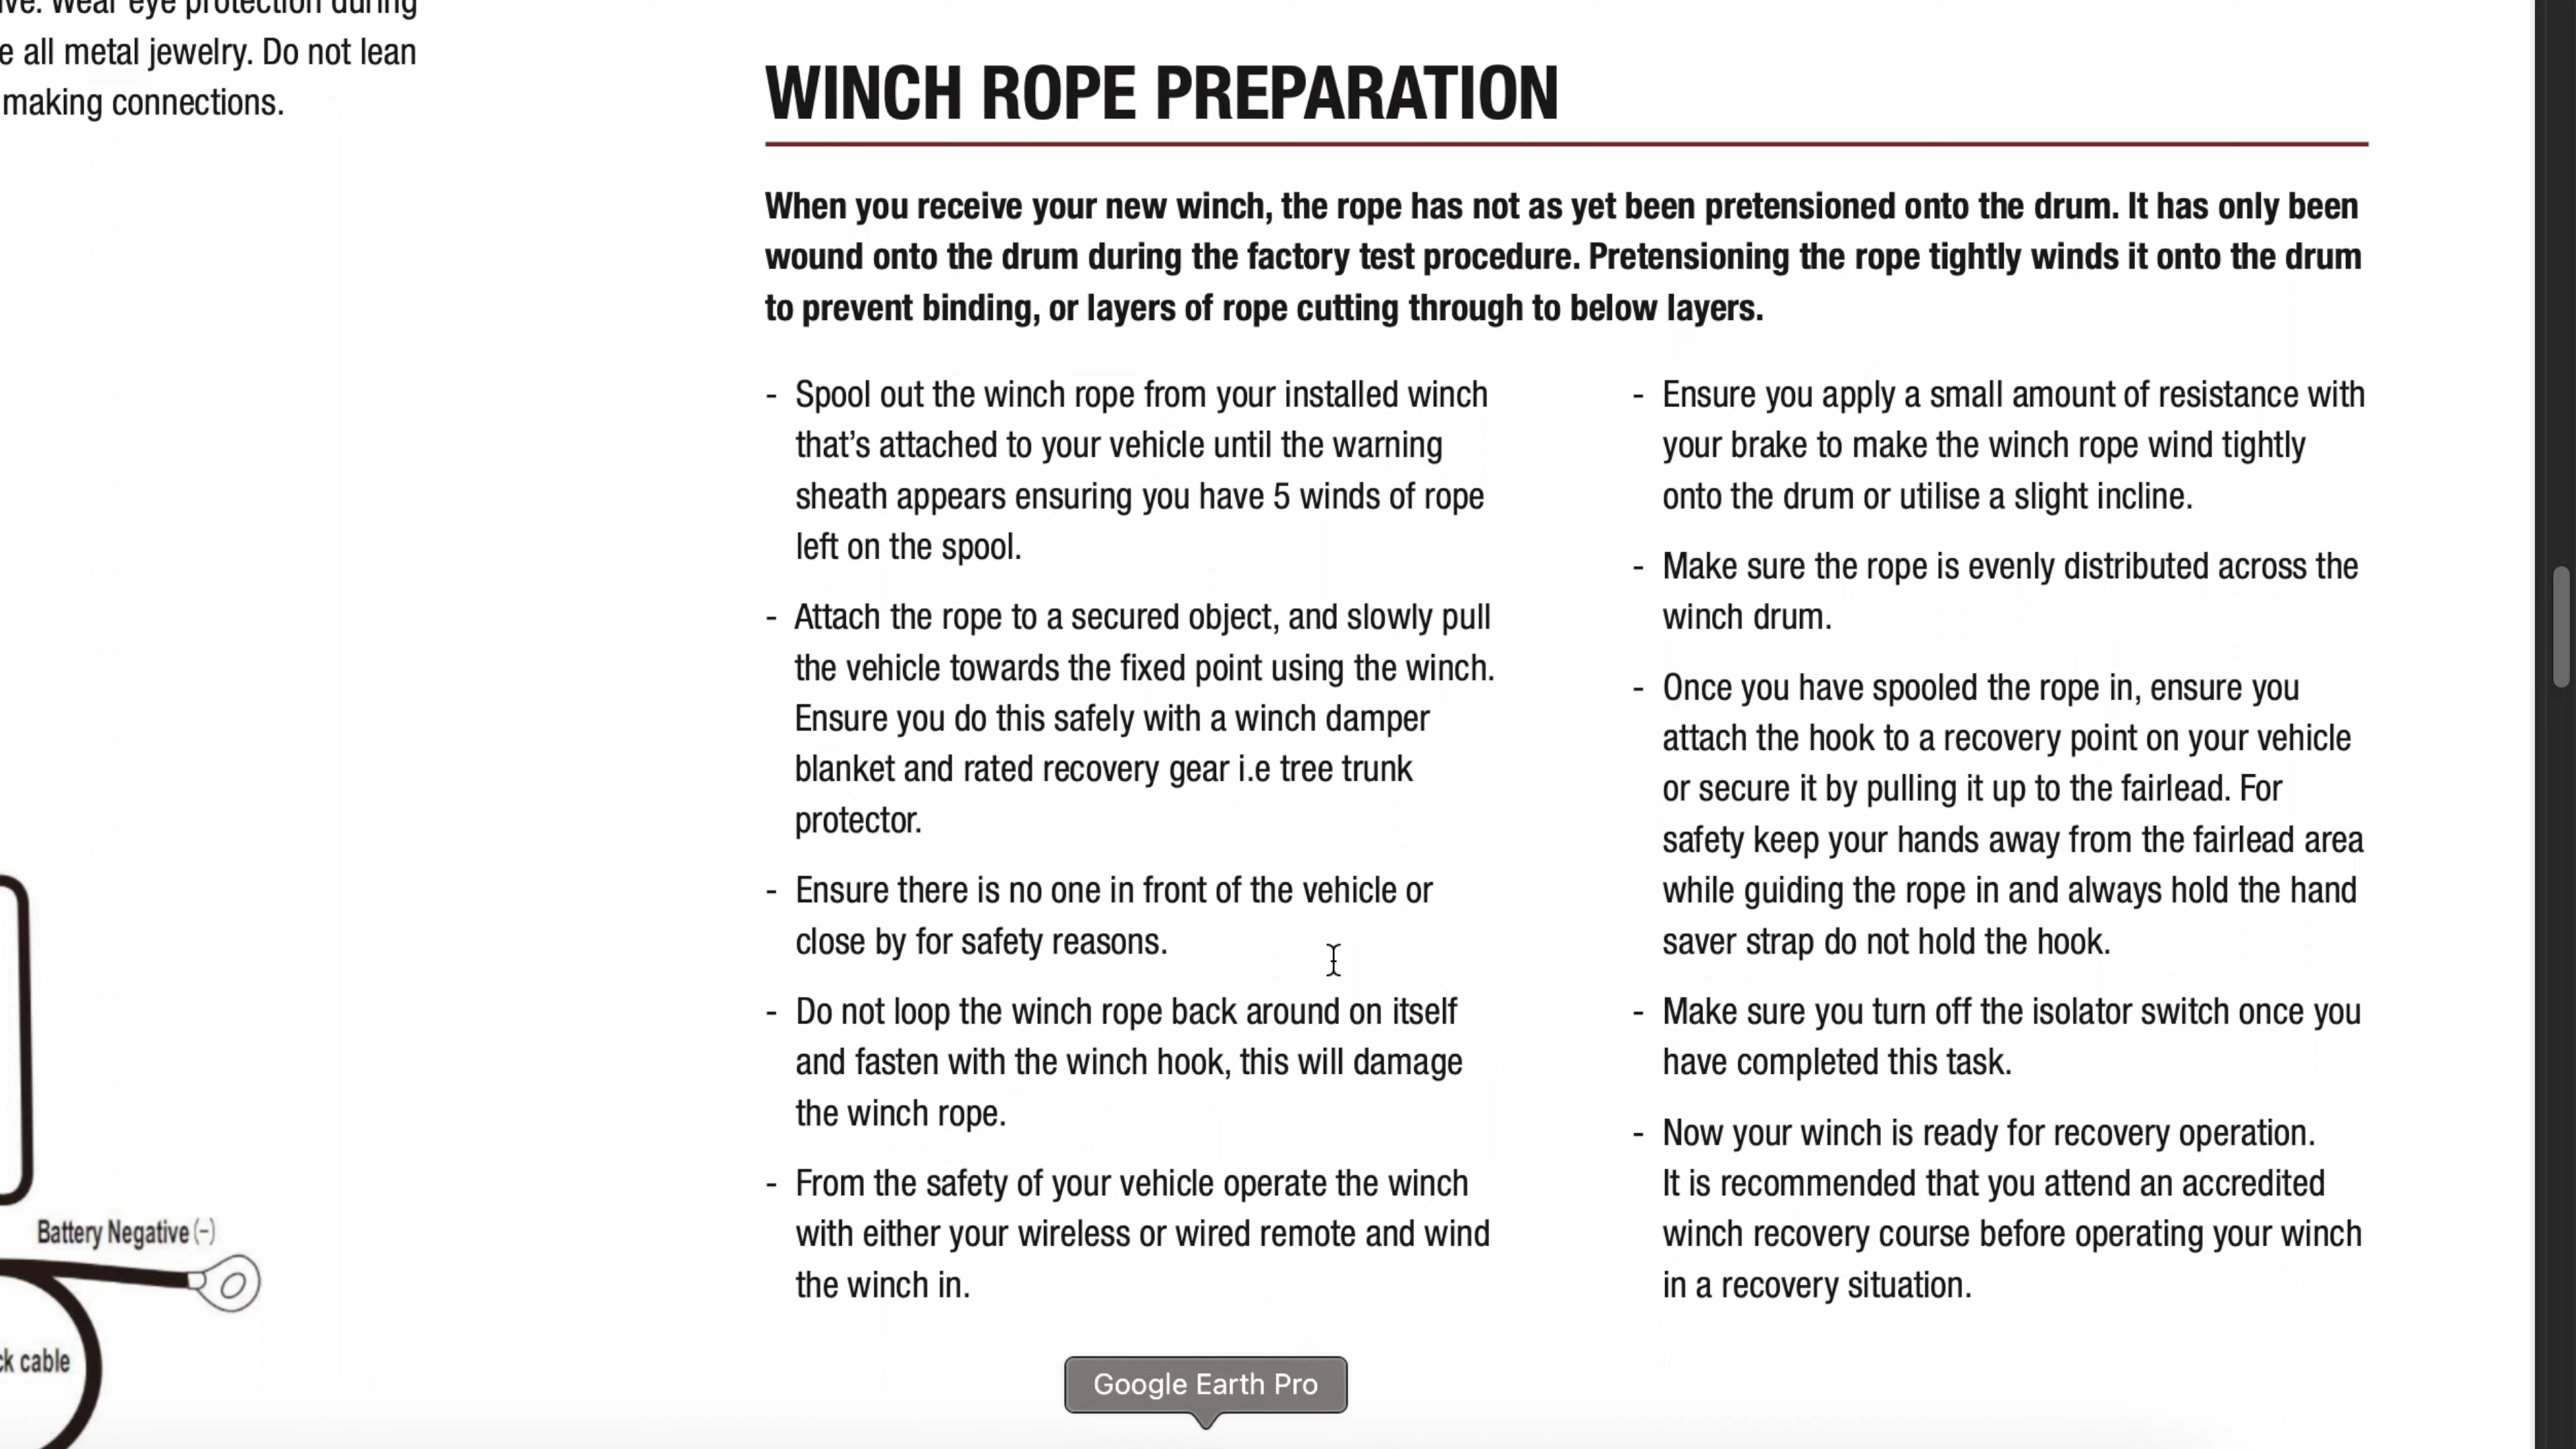 e all metal jewelry. Do not lean
making connections.
WINCH ROPE PREPARATION
When you receive your new winch, the rope has not as yet been pretensioned onto the drum. It has only been
wound onto the drum during the factory test procedure. Pretensioning the rope tightly winds it onto the drum
to prevent binding, or layers of rope cutting through to below layers.
- Spool out the winch rope from your installed winch
that’s attached to your vehicle until the warning
sheath appears ensuring you have 5 winds of rope
left on the spool.
- Attach the rope to a secured object, and slowly pull
the vehicle towards the fixed point using the winch.
Ensure you do this safely with a winch damper
blanket and rated recovery gear i.e tree trunk
protector.
- Ensure there is no one in front of the vehicle or
close by for safety reasons.
- Do not loop the winch rope back around on itself
and fasten with the winch hook, this will damage
the winch rope.
- From the safety of your vehicle operate the winch
with either your wireless or wired remote and wind
the winch in.
- Ensure you apply a small amount of resistance with
your brake to make the winch rope wind tightly
onto the drum or utilise a slight incline.
- Make sure the rope is evenly distributed across the
winch drum.
- Once you have spooled the rope in, ensure you
attach the hook to a recovery point on your vehicle
or secure it by pulling it up to the fairlead. For
safety keep your hands away from the fairlead area
while guiding the rope in and always hold the hand
saver strap do not hold the hook.
- Make sure you turn off the isolator switch once you
have completed this task.
- Now your winch is ready for recovery operation.
It is recommended that you attend an accredited
winch recovery course before operating your winch
in a recovery situation.
Battery Negative (-)
ck cable
Google Earth Pro